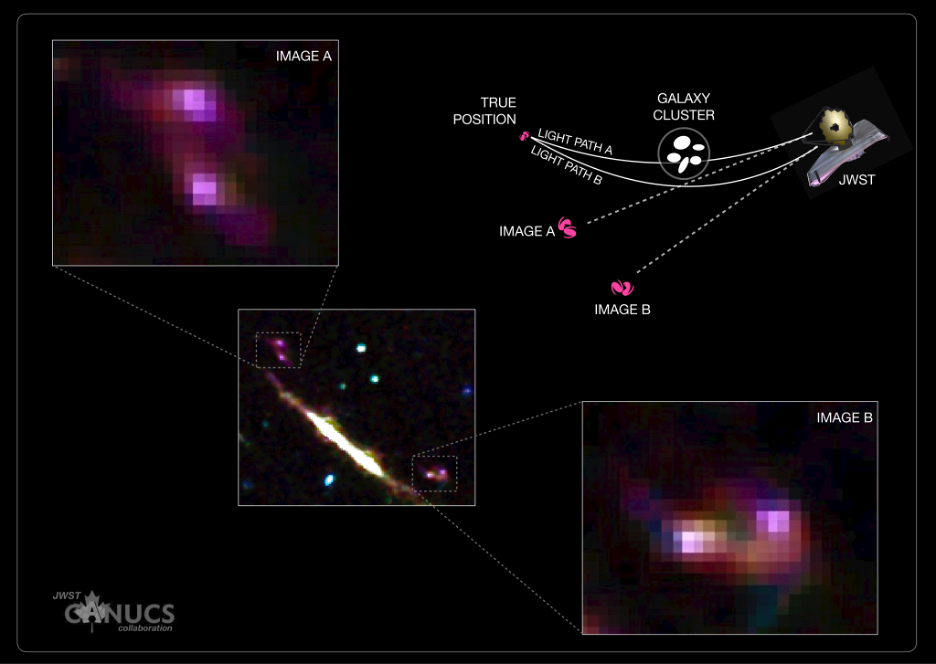 IMAGE A
TRUE
POSITION
GALAXY
CLUSTER
LIGHT PATH A
LIGHT PATH B
JWST
IMAGE A
IMAGE B
IMAGE B
JWST
CANUCS
collaboration